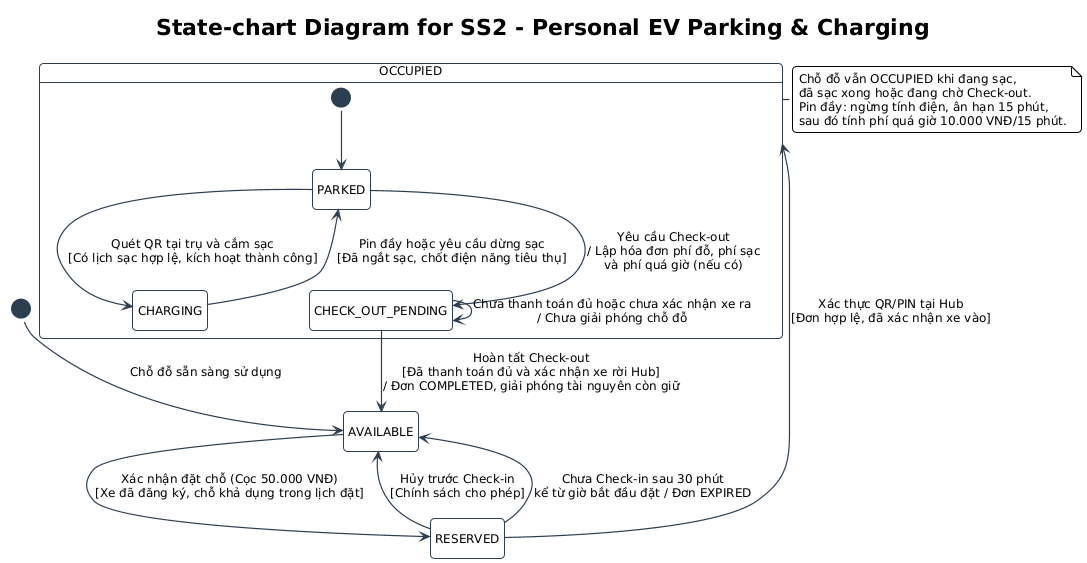 State-chart Diagram for SS2 - Personal EV Parking & Charging
OCCUPIED
Chỗ đỗ vẫn OCCUPIED khi đang sạc,
đã sạc xong hoặc đang chờ Check-out.
Pin đầy: ngừng tính điện, ân hạn 15 phút,
sau đó tính phí quá giờ 10.000 VNĐ/15 phút.
PARKED
Quét QR tại trụ và cắm sạc
[Có lịch sạc hợp lệ, kích hoạt thành công]
Pin đầy hoặc yêu cầu dừng sạc
[Đã ngắt sạc, chốt điện năng tiêu thụ]
Yêu cầu Check-out
/ Lập hóa đơn phí đỗ, phí sạc
và phí quá giờ (nếu có)
CHARGING
CHECK_OUT_PENDING
Chưa thanh toán đủ hoặc chưa xác nhận xe ra
/ Chưa giải phóng chỗ đỗ
Xác thực QR/PIN tại Hub
[Đơn hợp lệ, đã xác nhận xe vào]
Chỗ đỗ sẵn sàng sử dụng
Hoàn tất Check-out
[Đã thanh toán đủ và xác nhận xe rời Hub]
/ Đơn COMPLETED, giải phóng tài nguyên còn giữ
AVAILABLE
Xác nhận đặt chỗ (Cọc 50.000 VNĐ)
[Xe đã đăng ký, chỗ khả dụng trong lịch đặt]
Hủy trước Check-in
[Chính sách cho phép]
Chưa Check-in sau 30 phút
kể từ giờ bắt đầu đặt / Đơn EXPIRED
RESERVED